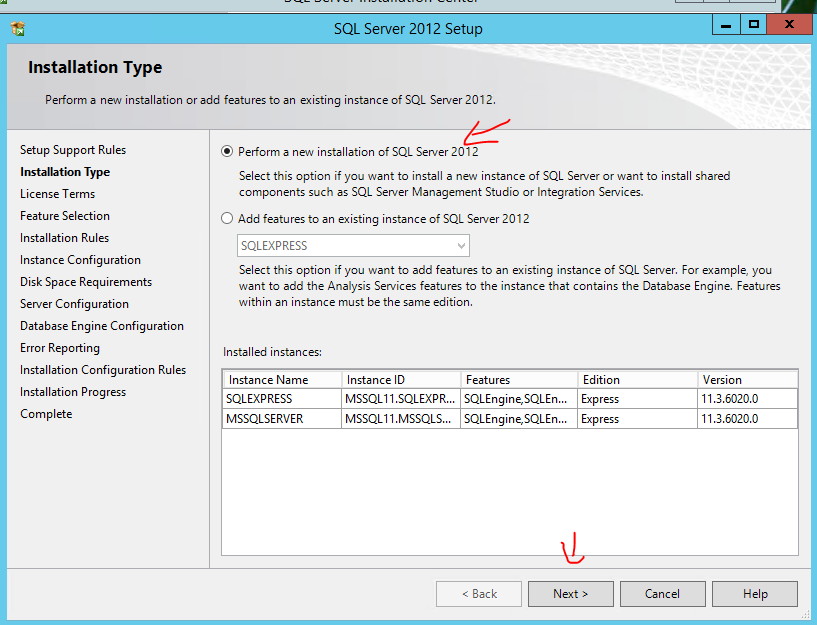 SQL Server Installation Center
SQL Server 2012 Setup
Installation Type
Perform a new installation or add features to an existing instance of SQL Server 2012.
Setup Support Rules
Installation Type
License Terms
Feature Selection
Installation Rules
Instance Configuration
Disk Space Requirements
Server Configuration
Database Engine Configuration
Error Reporting
Installation Configuration Rules
Installation Progress
Complete
Perform a new installation of SQL Server 2012
Select this option if you want to install a new instance of SQL Server or want to install shared
components such as SQL Server Management Studio or Integration Services.
Add features to an existing instance of SQL Server 2012
SQLEXPRESS
Select this option if you want to add features to an existing instance of SQL Server. For example, you
want to add the Analysis Services features to the instance that contains the Database Engine. Features
within an instance must be the same edition.
Installed instances:
Instance Name Instance ID Features Edition Version
SQLEXPRESS MSSQL11.SQLEXPR... SQLEngine,SQLEn... Express 11.3.6020.0
MSSQLSERVER MSSQL11.MSSQLS... SQLEngine,SQLEn... Express 11.3.6020.0
< Back Next > Cancel Help